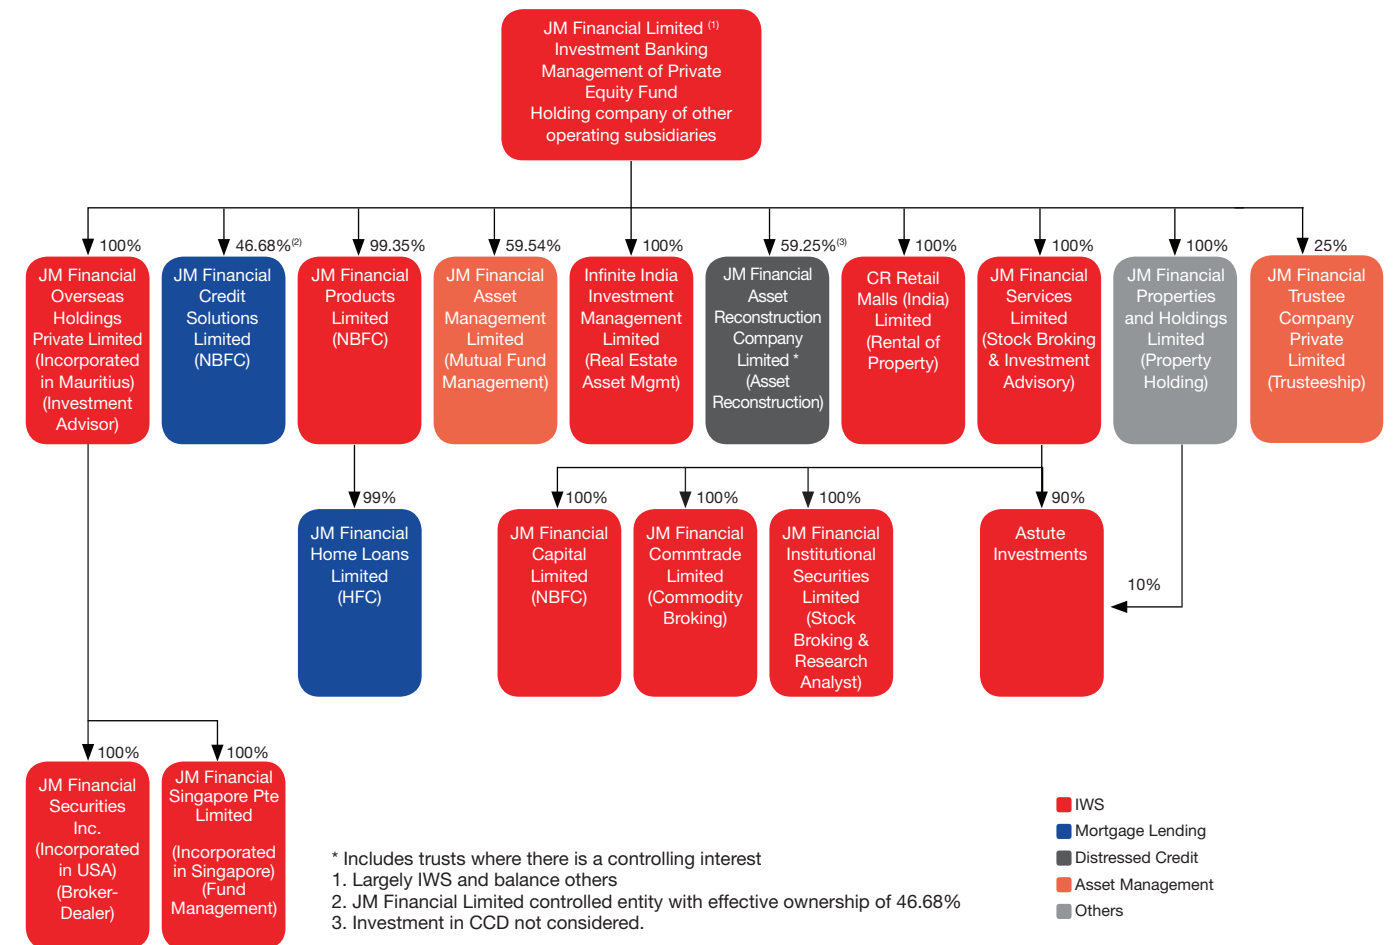 JM Financial Limited (1)
Investment Banking
Management of Private
Equity Fund
Holding company of other
operating subsidiaries
100%
JM Financial
Overseas
Holdings
Private Limited
(Incorporated
in Mauritius)
(Investment
Advisor)
46.68%(2)
JM Financial
Credit
Solutions
Limited
(NBFC)
99.35%
JM Financial
Products
Limited
(NBFC)
59.54%
JM Financial
Asset
Management
Limited
(Mutual Fund
Management)
100%
Infinite India
Investment
Management
Limited
(Real Estate
Asset Mgmt)
59.25%(3)
JM Financial
Asset
Reconstruction
Company
Limited *
(Asset
Reconstruction)
100%
CR Retail
Malls (India)
Limited
(Rental of
Property)
100%
JM Financial
Services
Limited
(Stock Broking
& Investment
Advisory)
100%
JM Financial
Properties
and Holdings
Limited
(Property
Holding)
25%
JM Financial
Trustee
Company
Private
Limited
(Trusteeship)
99%
JM Financial
Home Loans
Limited
(HFC)
100%
JM Financial
Capital
Limited
(NBFC)
100%
JM Financial
Commtrade
Limited
(Commodity
Broking)
100%
JM Financial
Institutional
Securities
Limited
(Stock
Broking &
Research
Analyst)
90%
Astute
Investments
10%
100%
JM Financial
Securities
Inc.
(Incorporated
in USA)
(Broker-
Dealer)
100%
JM Financial
Singapore Pte
Limited
(Incorporated
in Singapore)
(Fund
Management)
* Includes trusts where there is a controlling interest
1. Largely IWS and balance others
2. JM Financial Limited controlled entity with effective ownership of 46.68%
3. Investment in CCD not considered.
IWS
Mortgage Lending
Distressed Credit
Asset Management
Others